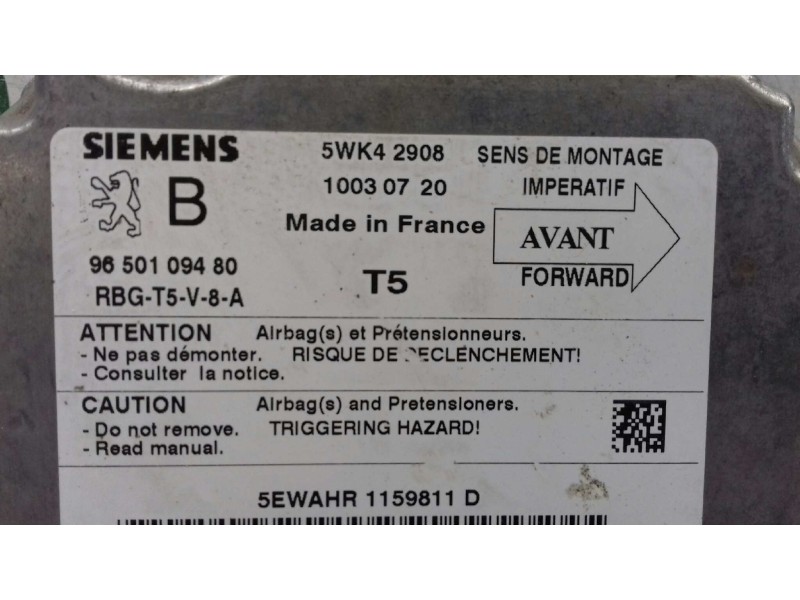 SIEMENS 5WK4 2908 SENS DE MONTAGE
B 1003 07 20 IMPERATIF
Made in France AVANT
96 501 094 80 T5 FORWARD
RBG-T5-V-8-A
ATTENTION Airbag(s) et Prétensionneurs.
- Ne pas démonter. RISQUE DE DECLENCHEMENT!
- Consulter la notice.
CAUTION Airbag(s) and Pretensioners.
- Do not remove. TRIGGERING HAZARD!
- Read manual.
5EWAHR 1159811 D